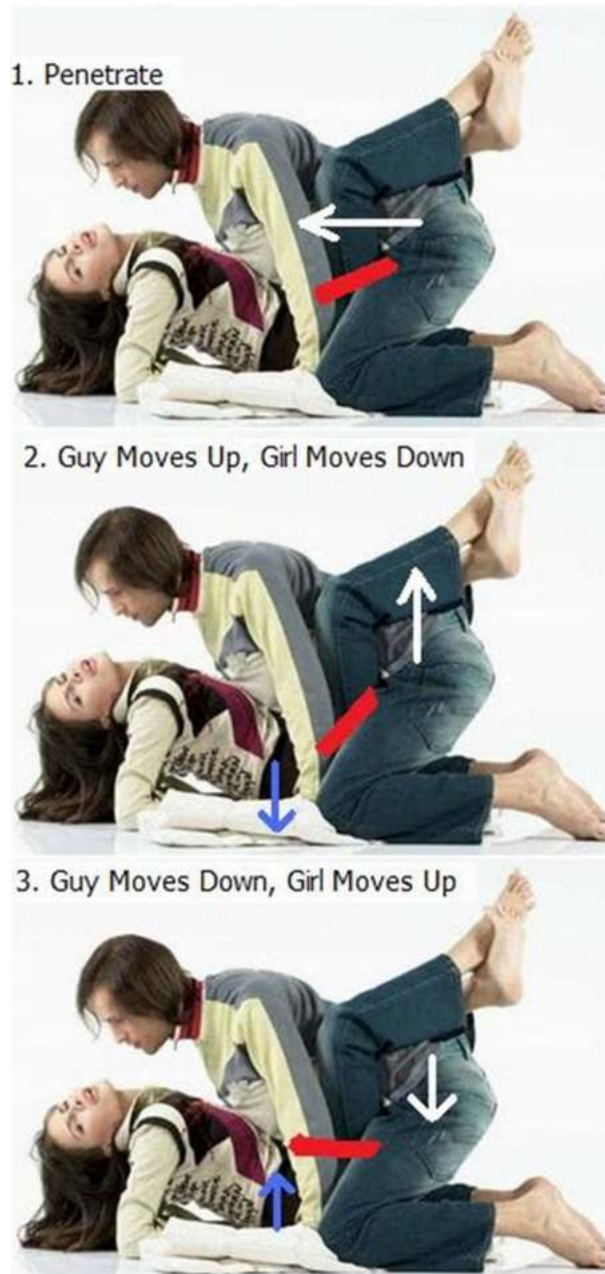 1. Penetrate
2. Guy Moves Up, Girl Moves Down
3. Guy Moves Down, Girl Moves Up